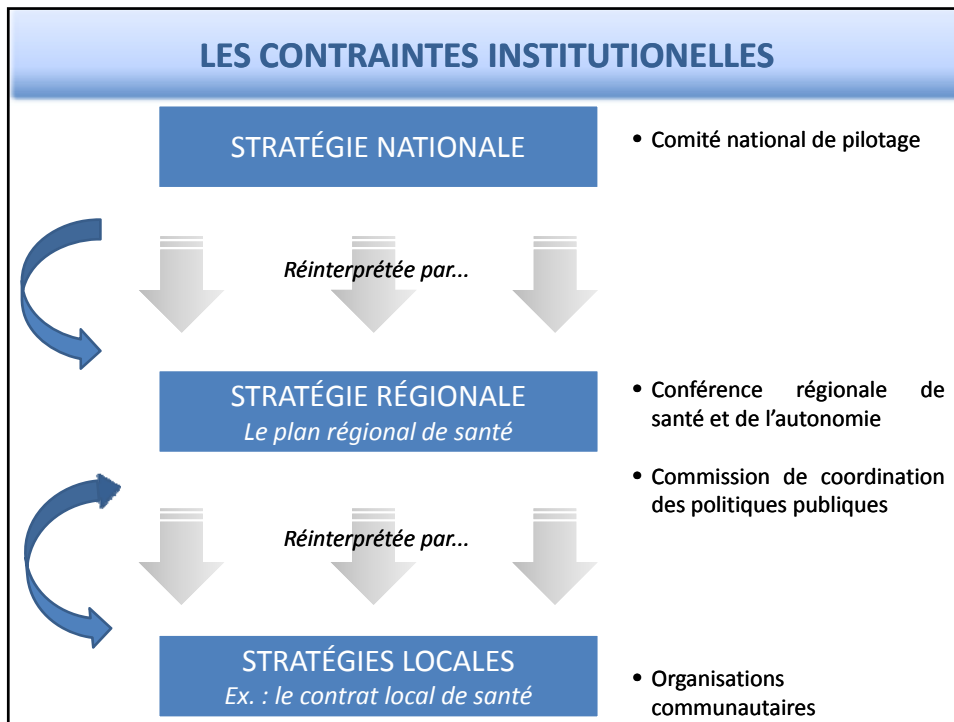 LES CONTRAINTES INSTITUTIONELLES
STRATÉGIE NATIONALE
• Comité national de pilotage
Réinterprétée par...
STRATÉGIE RÉGIONALE
Le plan régional de santé
• Conférence régionale de
santé et de l'autonomie
• Commission de coordination
des politiques publiques
Réinterprétée par...
STRATÉGIES LOCALES
Ex. : le contrat local de santé
• Organisations
communautaires